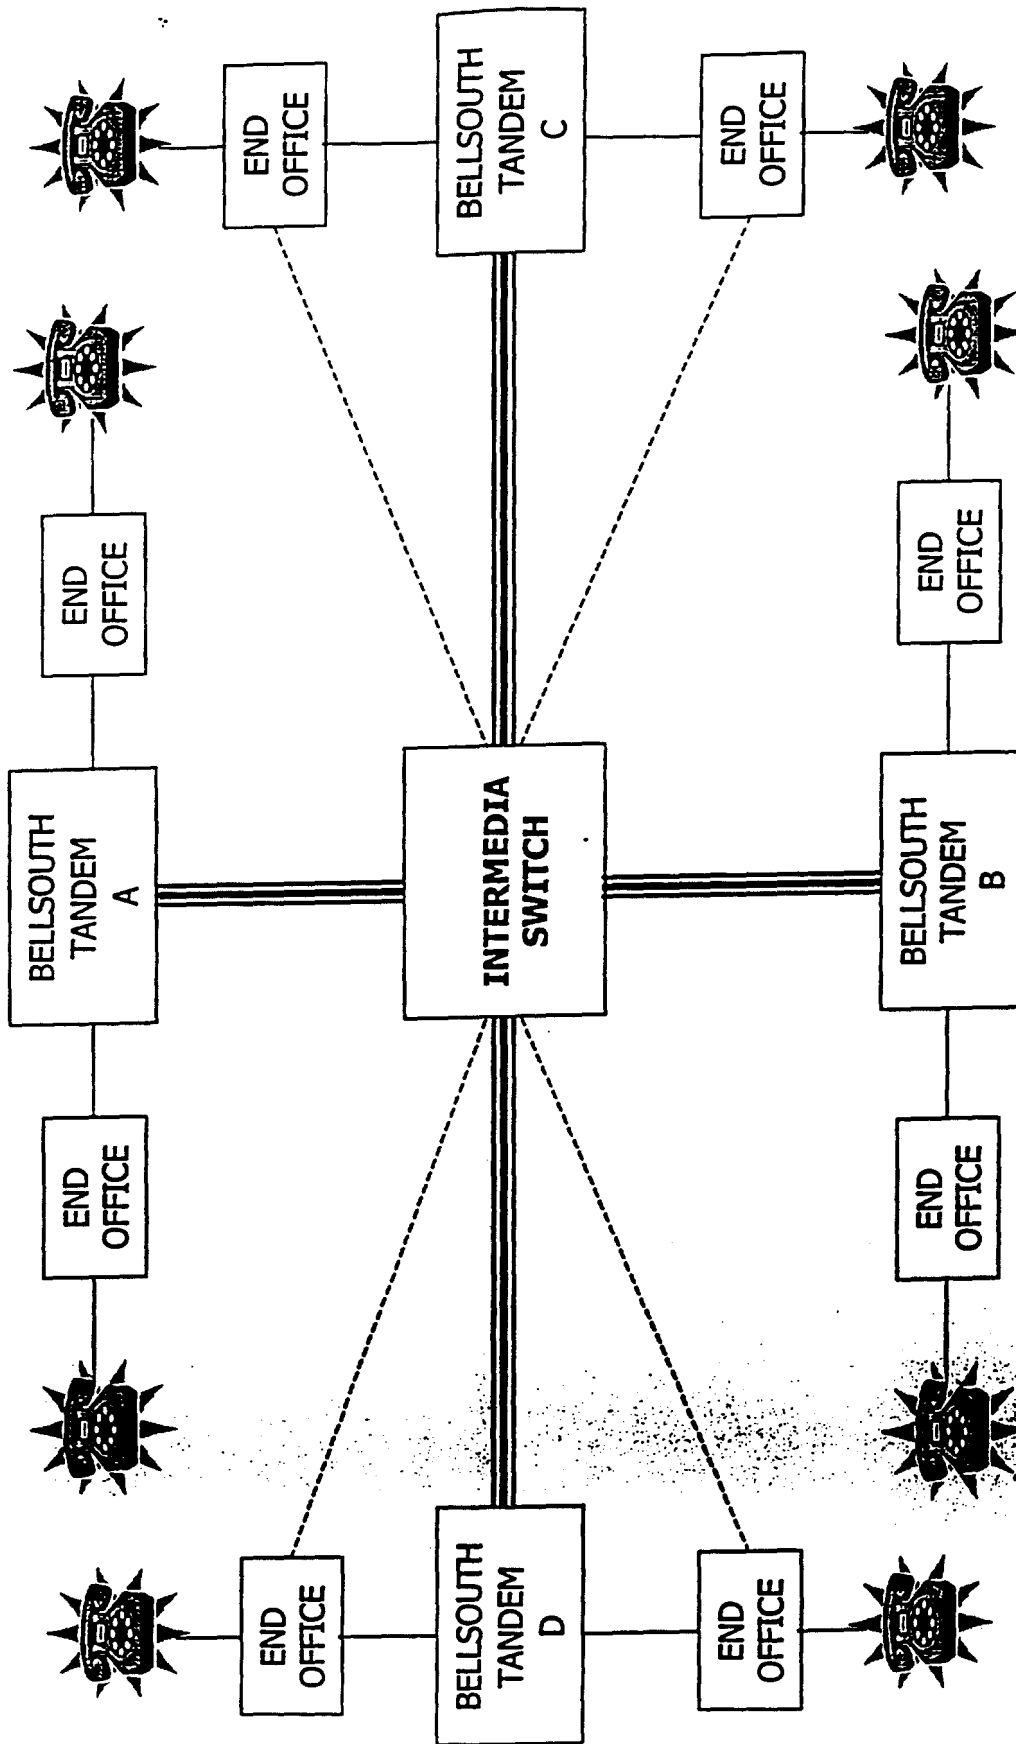 BELLSOUTH
TANDEM
A
END
OFFICE
END
OFFICE
END
OFFICE
END
OFFICE
BELLSOUTH
TANDEM
D
INTERMEDIA
SWITCH
BELLSOUTH
TANDEM
C
END
OFFICE
END
OFFICE
END
OFFICE
BELLSOUTH
TANDEM
B
END
OFFICE